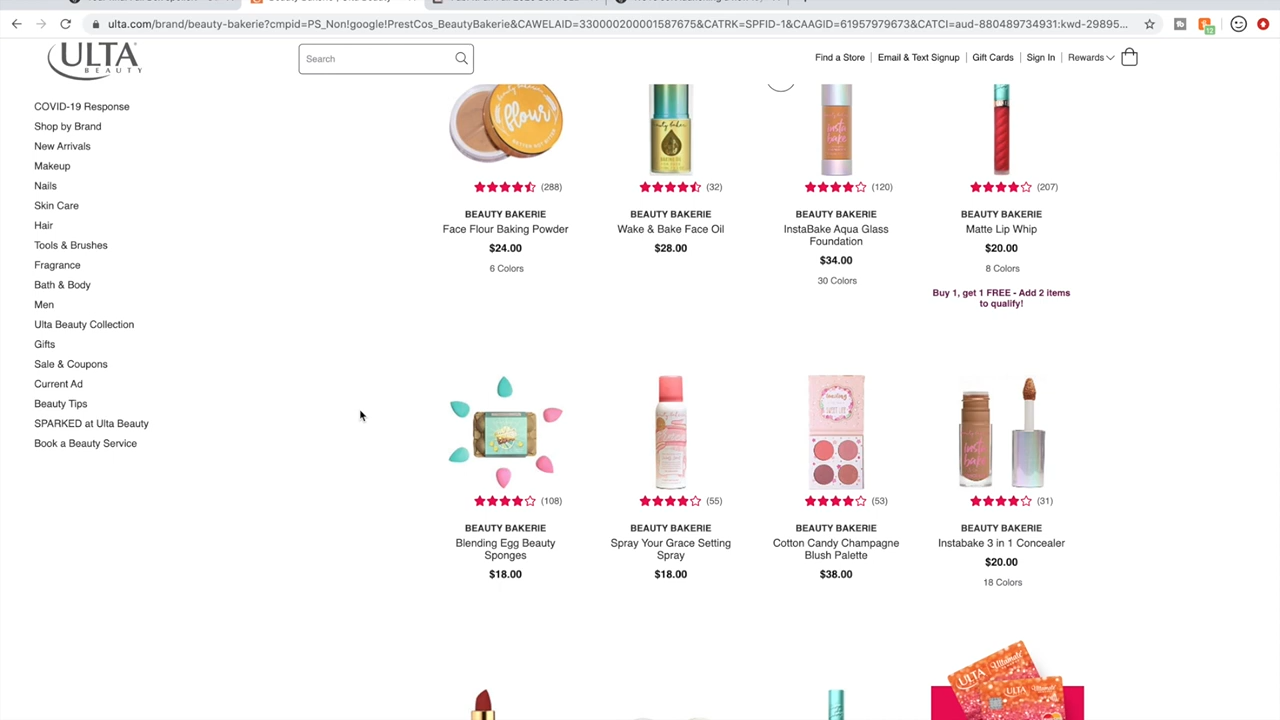 ulta.com/brand/beauty-bakerie?cmpid=PS_Non!google!PrestCos_BeautyBakerie&CAWELAID=330000200001587675&CATRK=SPFID-1&CAAGID=61957979673&CATCI=aud-880489734931:kwd-29895...
12
ULTA
BEAUTY
Search
Find a Store
Email & Text Signup
Gift Cards
Sign In
Rewards
COVID-19 Response
Shop by Brand
New Arrivals
Makeup
Nails
Skin Care
Hair
Tools & Brushes
Fragrance
Bath & Body
Men
Ulta Beauty Collection
Gifts
Sale & Coupons
Current Ad
Beauty Tips
SPARKED at Ulta Beauty
Book a Beauty Service
flour
(288)
BEAUTY BAKERIE
Face Flour Baking Powder
$24.00
6 Colors
(32)
BEAUTY BAKERIE
Wake & Bake Face Oil
$28.00
insta
bake
(120)
BEAUTY BAKERIE
InstaBake Aqua Glass
Foundation
$34.00
30 Colors
(207)
BEAUTY BAKERIE
Matte Lip Whip
$20.00
8 Colors
Buy 1, get 1 FREE - Add 2 items
to qualify!
(108)
BEAUTY BAKERIE
Blending Egg Beauty
Sponges
$18.00
(55)
BEAUTY BAKERIE
Spray Your Grace Setting
Spray
$18.00
(53)
BEAUTY BAKERIE
Cotton Candy Champagne
Blush Palette
$38.00
insta
bake
(31)
BEAUTY BAKERIE
Instabake 3 in 1 Concealer
$20.00
18 Colors
ULTA
Ultamate
ULTA
Ultamate